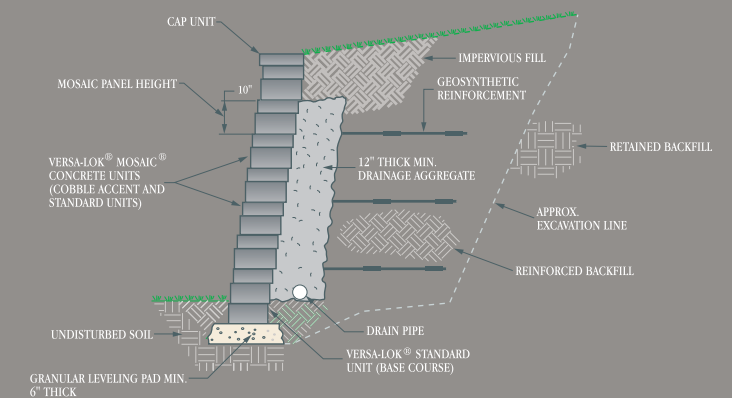 CAP UNIT
IMPERVIOUS FILL
MOSAIC PANEL HEIGHT
10"
GEOSYNTHETIC
REINFORCEMENT
RETAINED BACKFILL
VERSA-LOK® MOSAIC®
CONCRETE UNITS
(COBBLE ACCENT AND
STANDARD UNITS)
12" THICK MIN.
DRAINAGE AGGREGATE
APPROX.
EXCAVATION LINE
REINFORCED BACKFILL
UNDISTURBED SOIL
DRAIN PIPE
VERSA-LOK® STANDARD
UNIT (BASE COURSE)
GRANULAR LEVELING PAD MIN.
6" THICK